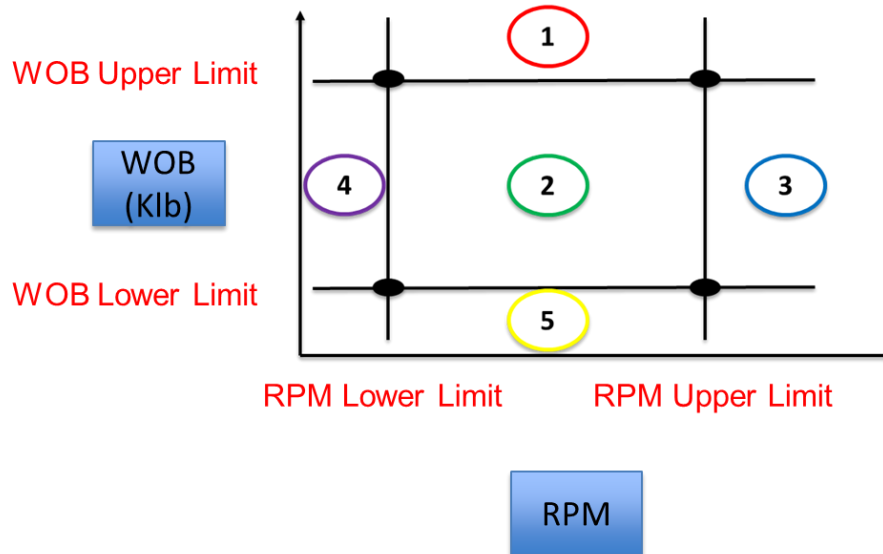 1
WOB Upper Limit
WOB
(Klb)
4
2
3
WOB Lower Limit
5
RPM Lower Limit
RPM Upper Limit
RPM